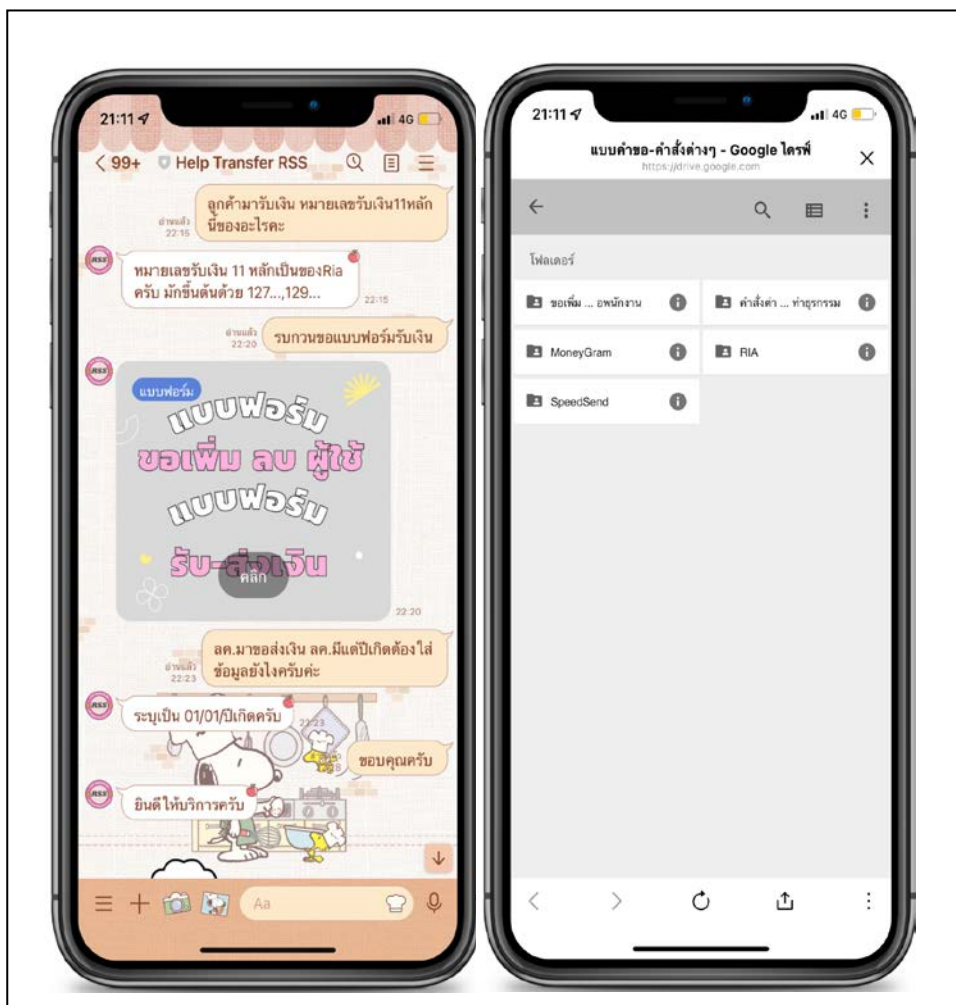 21:11
4G
99+
Help Transfer RSS
ลูกค้ามารับเงิน หมายเลขรับเงิน11หลัก
นี้ของอะไรคะ
อ่านแล้ว
22:15
RSS
หมายเลขรับเงิน 11 หลักเป็นของRia
ครับ มักขึ้นต้นด้วย 127...,129...
22:15
อ่านแล้ว
22:20
รบกวนขอแบบฟอร์มรับเงิน
RSS
แบบฟอร์ม
แบบฟอร์ม
ขอเพิ่ม ลบ ผู้ใช้
แบบฟอร์ม
รับ-ส่งเงิน
คลิก
22:20
ลค.มาขอส่งเงิน ลค.มีแต่ปีเกิดต้องใส่
ข้อมูลยังไงครับค่ะ
อ่านแล้ว
22:23
RSS
ระบุเป็น 01/01/ปีเกิดครับ
22:23
ขอบคุณครับ
RSS
ยินดีให้บริการครับ
Aa
21:11
4G
แบบคำขอ-คำสั่งต่างๆ - Google ไดรฟ์
https://drive.google.com
โฟลเดอร์
ขอเพิ่ม ... อพนักงาน
คำสั่งค่า ... ทำธุรกรรม
MoneyGram
RIA
SpeedSend